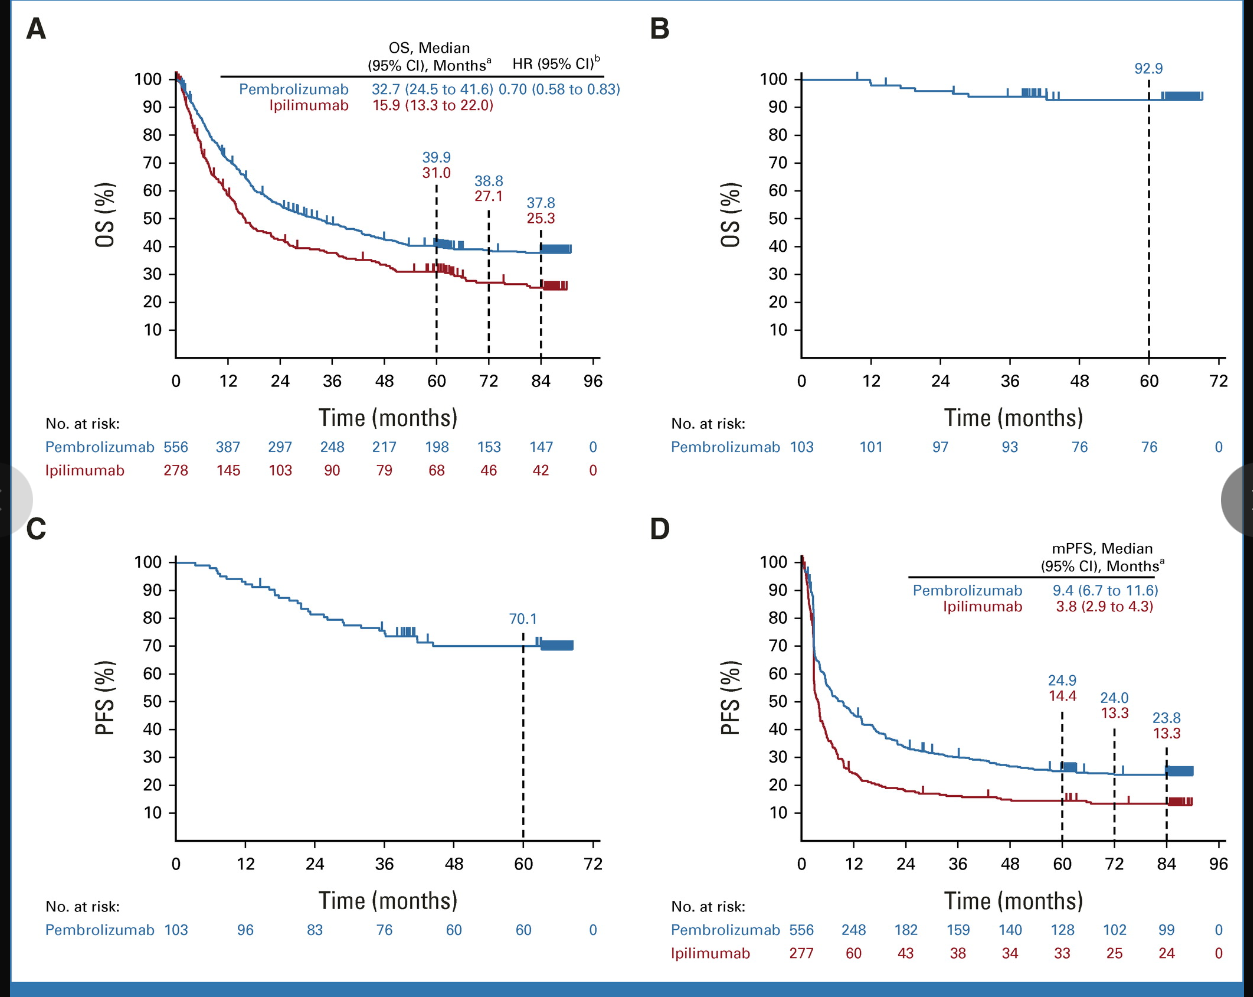 A
OS, Median
(95% CI), Monthsᵃ HR (95% CI)ᵇ
Pembrolizumab 32.7 (24.5 to 41.6) 0.70 (0.58 to 0.83)
Ipilimumab 15.9 (13.3 to 22.0)
OS (%)
100
90
80
70
60
50
40
30
20
10
39.9
31.0
38.8
27.1
37.8
25.3
0 12 24 36 48 60 72 84 96
Time (months)
No. at risk:
Pembrolizumab 556 387 297 248 217 198 153 147 0
Ipilimumab 278 145 103 90 79 68 46 42 0
B
OS (%)
100
90
80
70
60
50
40
30
20
10
92.9
0 12 24 36 48 60 72
Time (months)
No. at risk:
Pembrolizumab 103 101 97 93 76 76 0
C
PFS (%)
100
90
80
70
60
50
40
30
20
10
70.1
0 12 24 36 48 60 72
Time (months)
No. at risk:
Pembrolizumab 103 96 83 76 60 60 0
D
mPFS, Median
(95% CI), Monthsᵃ
Pembrolizumab 9.4 (6.7 to 11.6)
Ipilimumab 3.8 (2.9 to 4.3)
PFS (%)
100
90
80
70
60
50
40
30
20
10
24.9
14.4
24.0
13.3
23.8
13.3
0 12 24 36 48 60 72 84 96
Time (months)
No. at risk:
Pembrolizumab 556 248 182 159 140 128 102 99 0
Ipilimumab 277 60 43 38 34 33 25 24 0